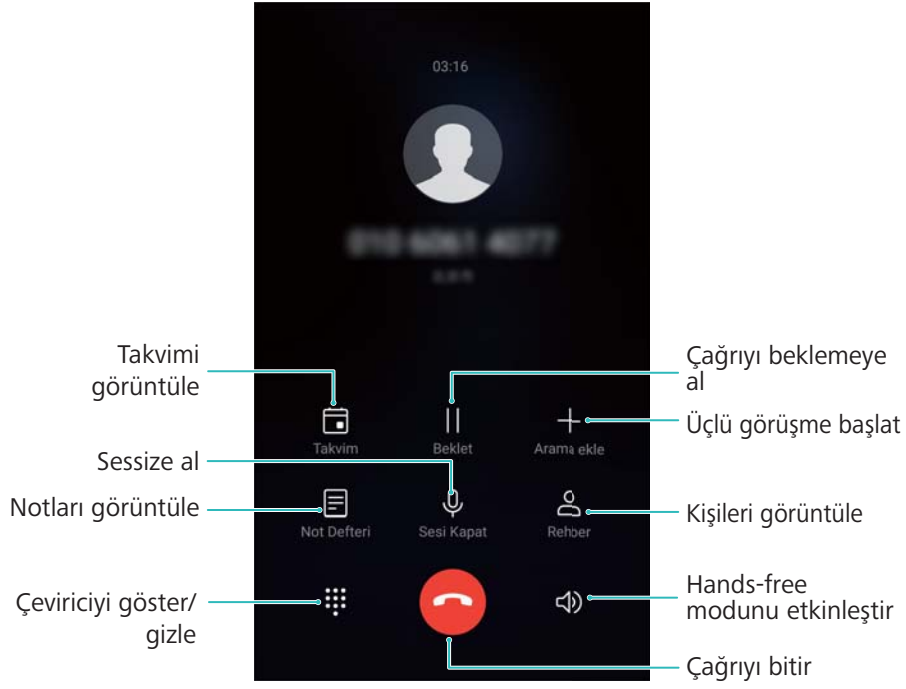 03:16
Takvimi
görüntüle
Çağrıyı beklemeye
al
Üçlü görüşme başlat
Takvim
Beklet
Arama ekle
Sessize al
Notları görüntüle
Kişileri görüntüle
Not Defteri
Sesi Kapat
Rehber
Çeviriciyi göster/
gizle
Hands-free
modunu etkinleştir
Çağrıyı bitir